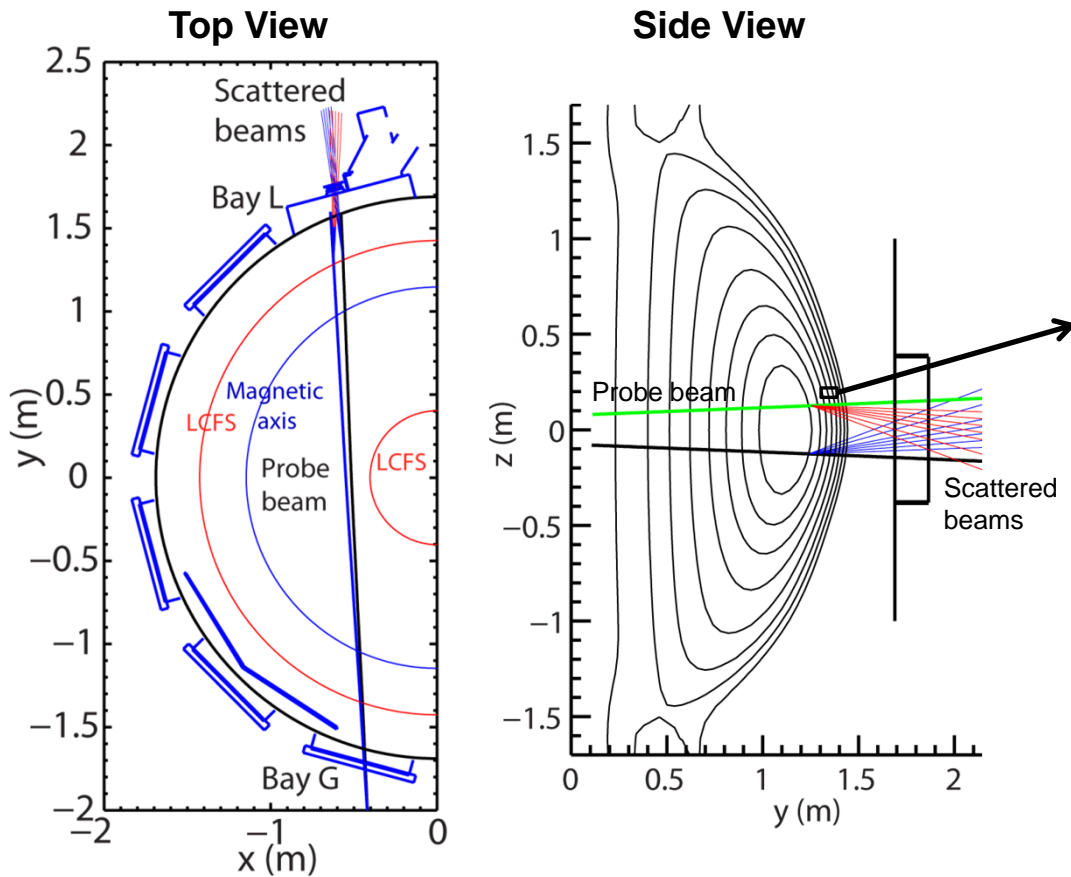 Top View
Side View
2.5
2
1.5
1
0.5
0
−0.5
−1
−1.5
−2
y (m)
−2
−1
0
x (m)
Scattered
beams
Bay L
Magnetic
axis
LCFS
LCFS
Probe
beam
Bay G
1.5
1
0.5
0
−0.5
−1
−1.5
z (m)
0
0.5
1
1.5
2
y (m)
Probe beam
Scattered
beams